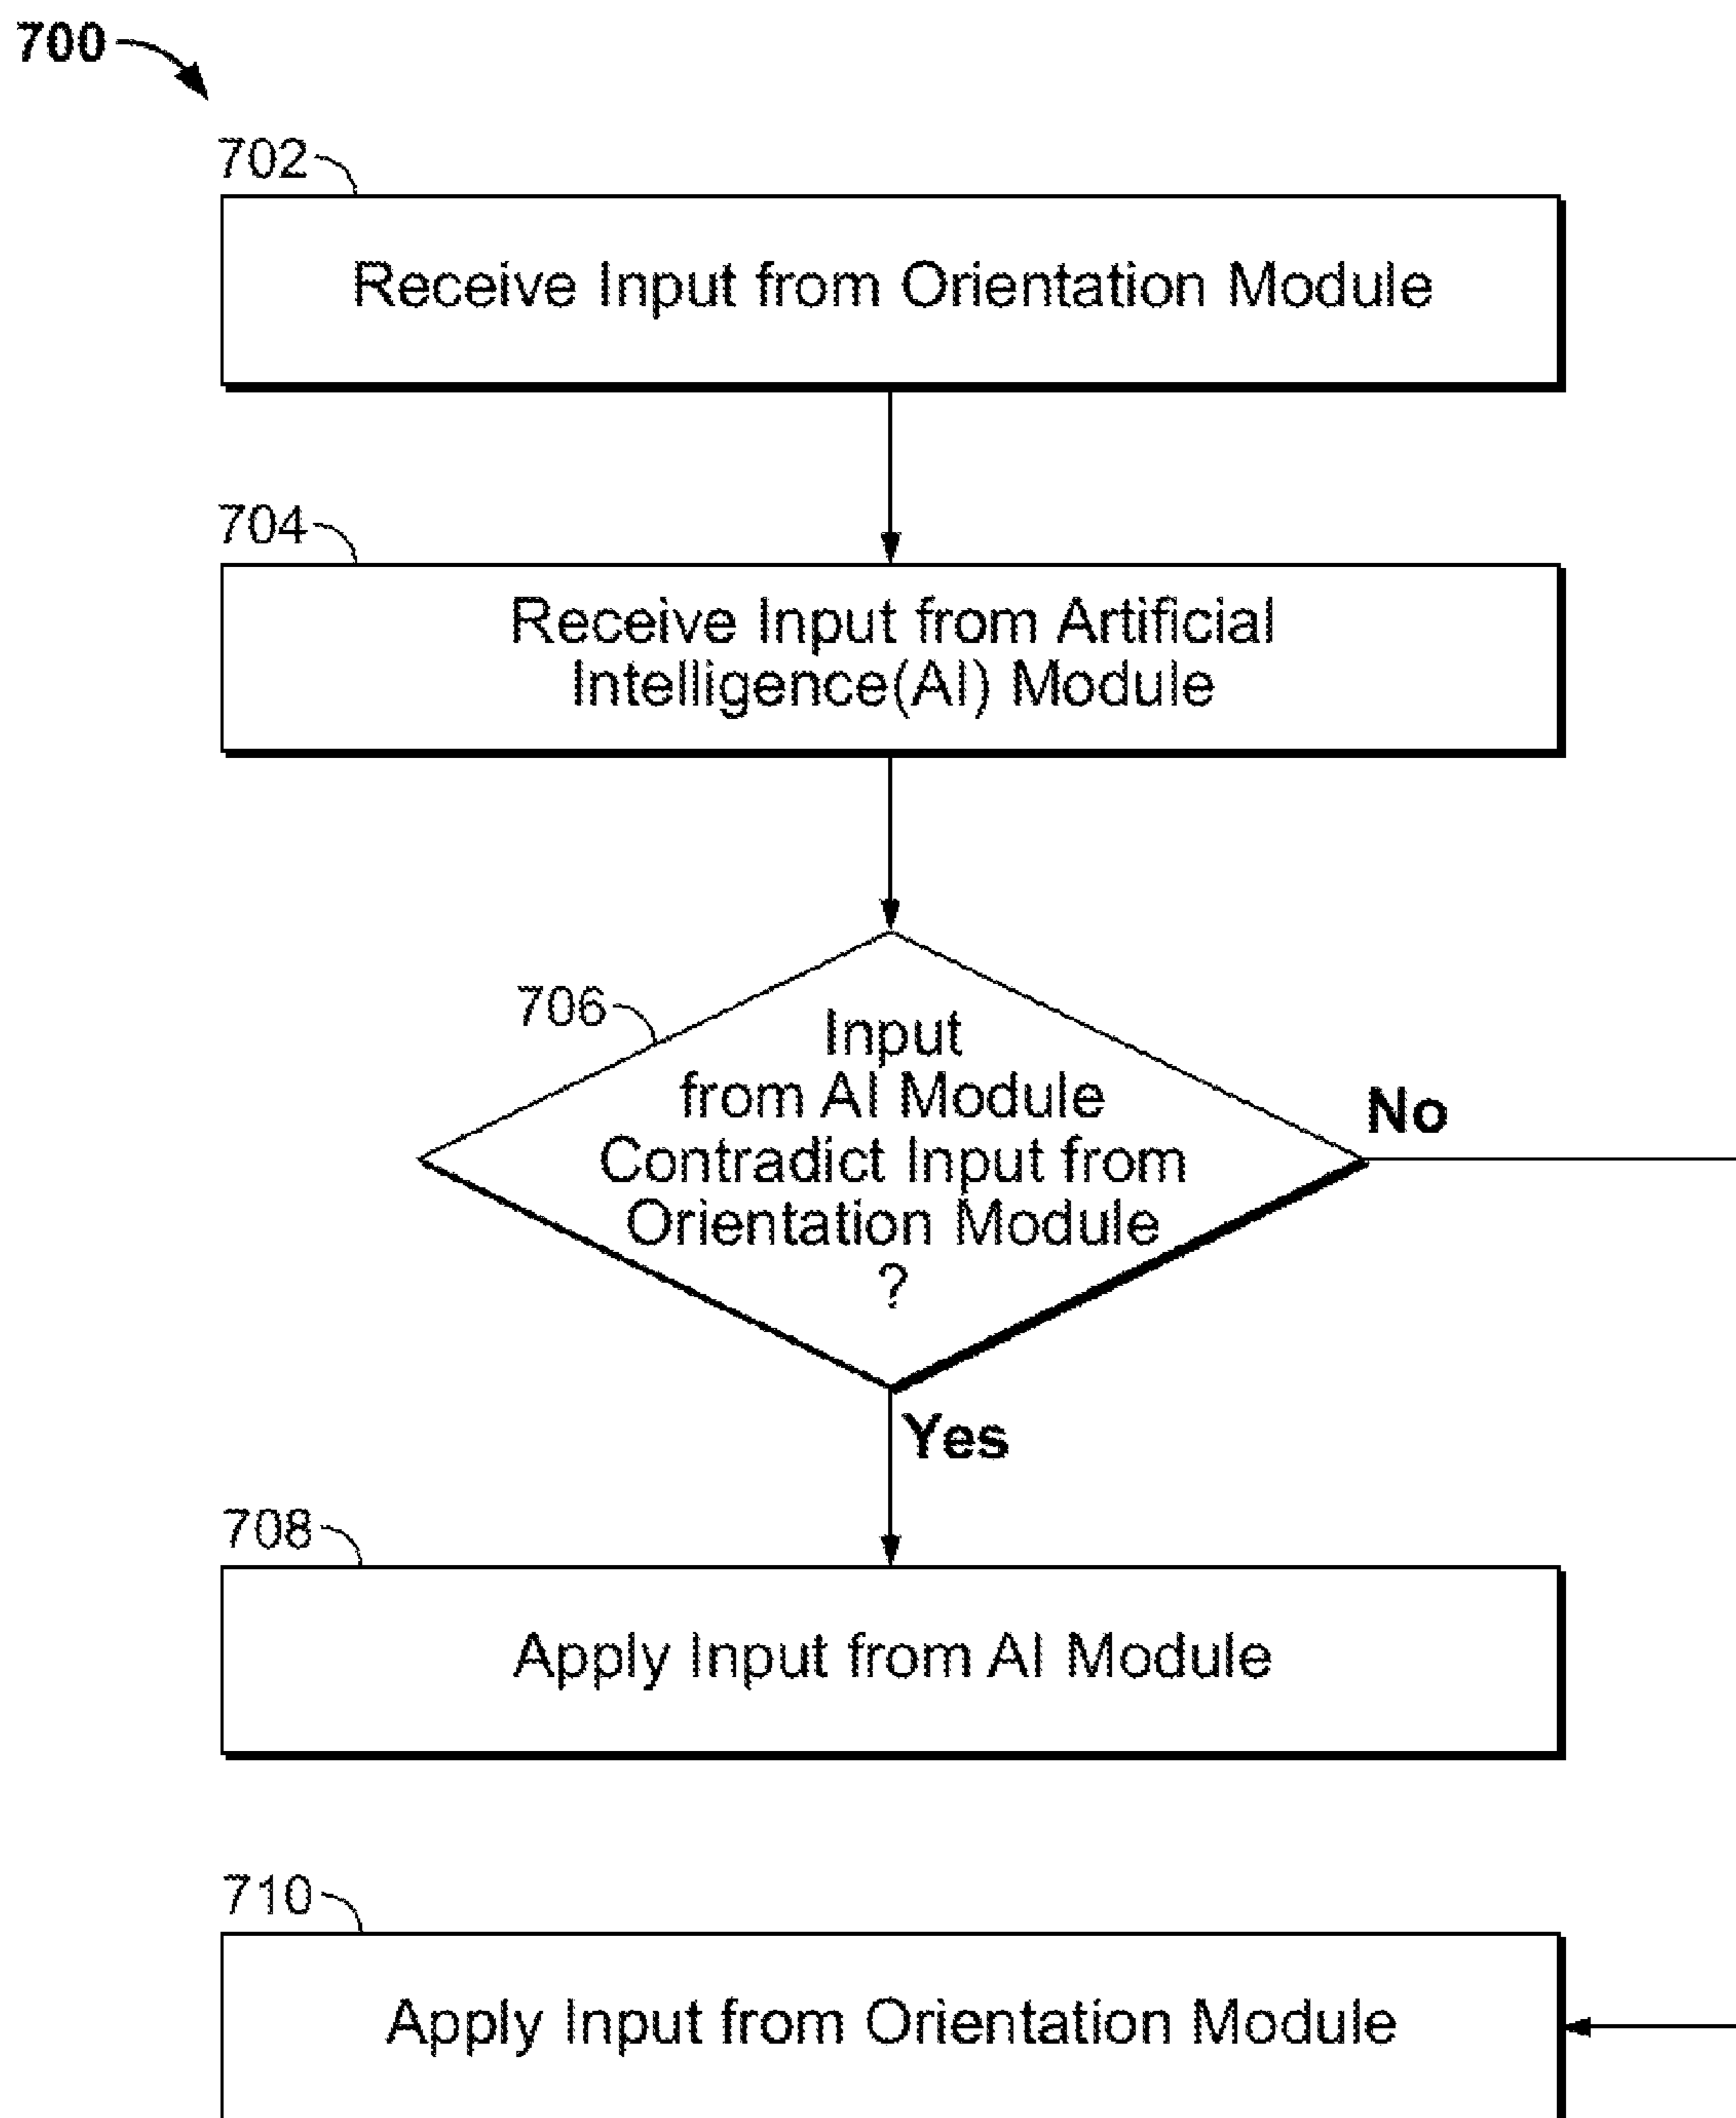 700
702
Receive Input from Orientation Module
704
Receive Input from Artificial
Intelligence(AI) Module
706
Input
from AI Module
Contradict Input from
Orientation Module
?
No
Yes
708
Apply Input from AI Module
710
Apply Input from Orientation Module